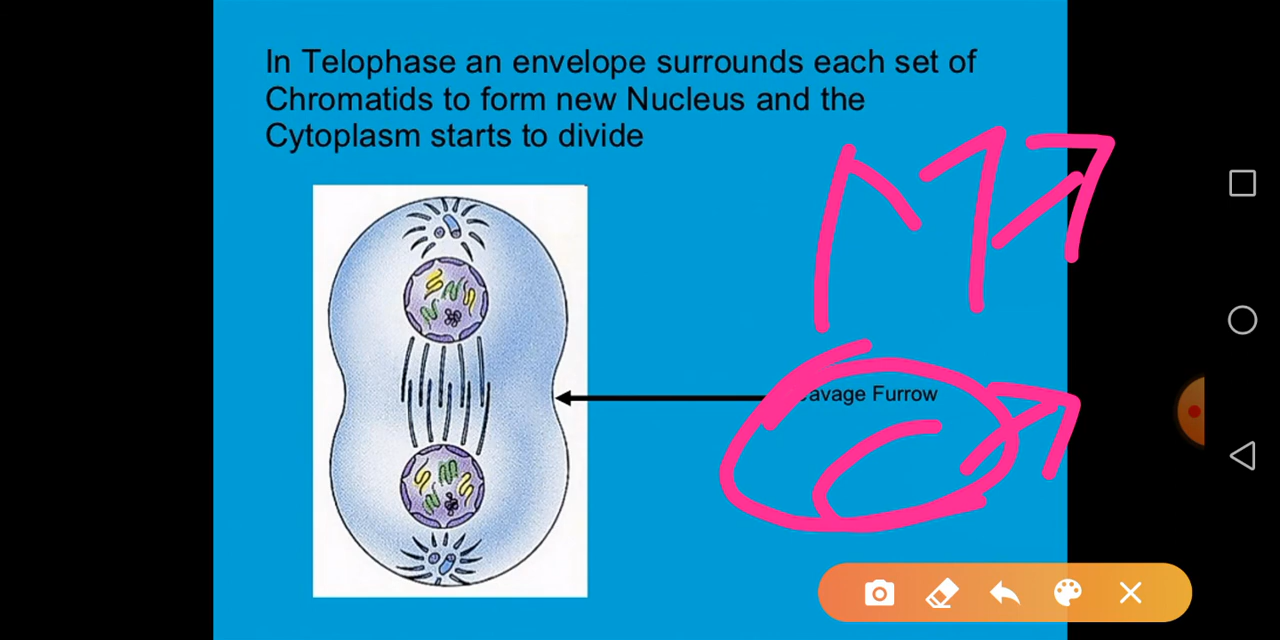 In Telophase an envelope surrounds each set of
Chromatids to form new Nucleus and the
Cytoplasm starts to divide
Furrow